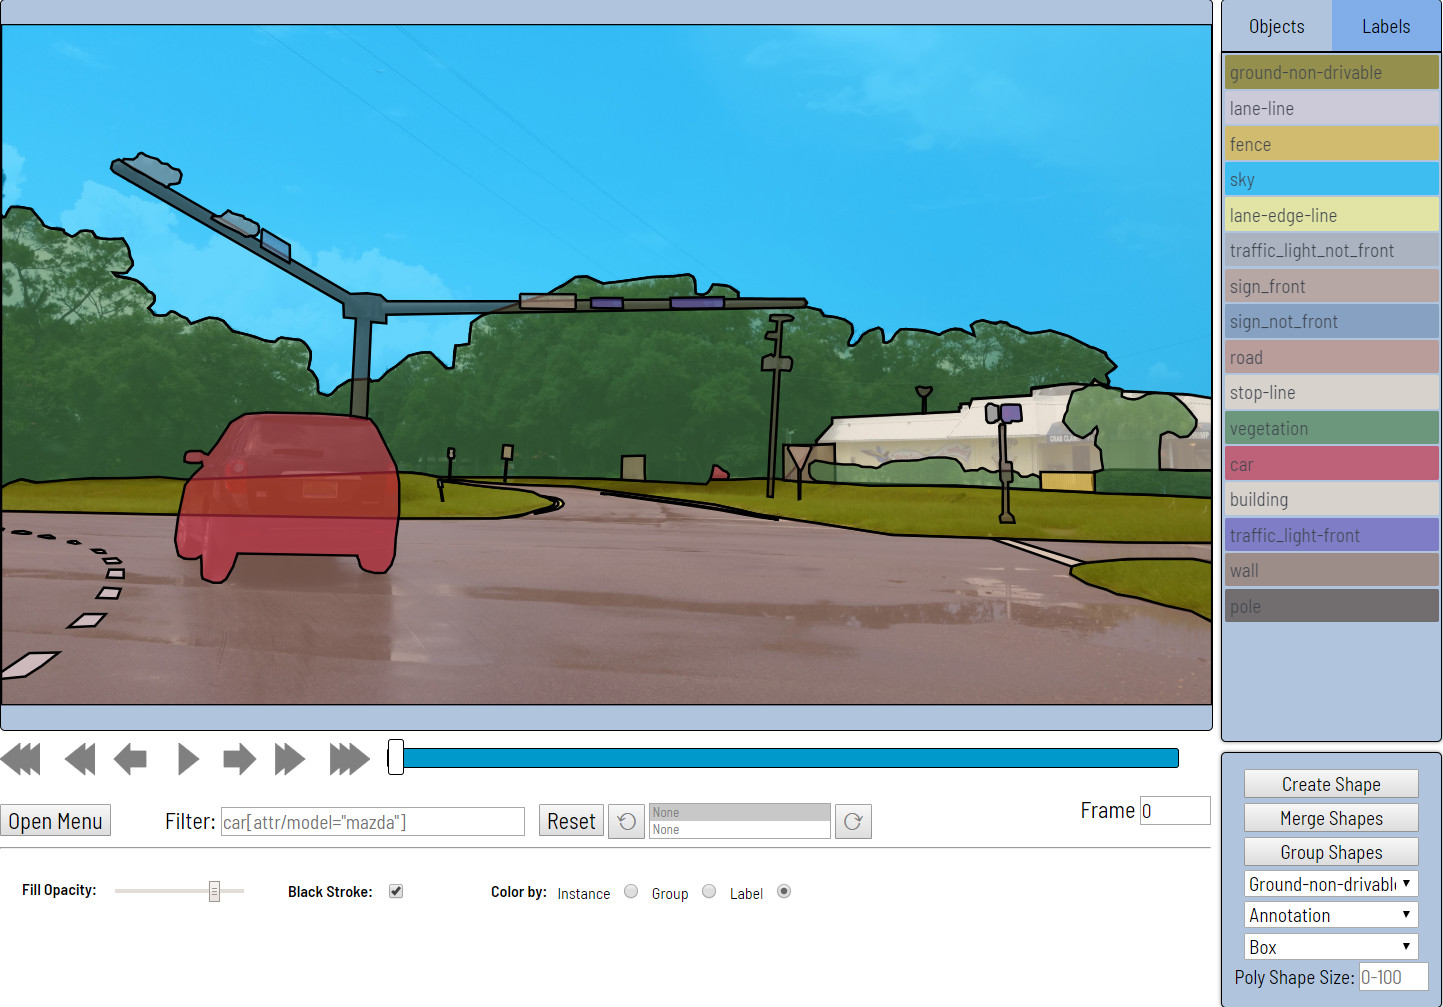 Objects Labels
ground-non-drivable
lane-line
fence
sky
lane-edge-line
traffic_light_not_front
sign_front
sign_not_front
road
stop-line
vegetation
car
building
traffic_light-front
wall
pole
Open Menu Filter: car[attr/model="mazda"] Reset None Frame 0
None
Fill Opacity: Black Stroke: Color by: Instance Group Label
Create Shape
Merge Shapes
Group Shapes
Ground-non-drivabl
Annotation
Box
Poly Shape Size: 0-100